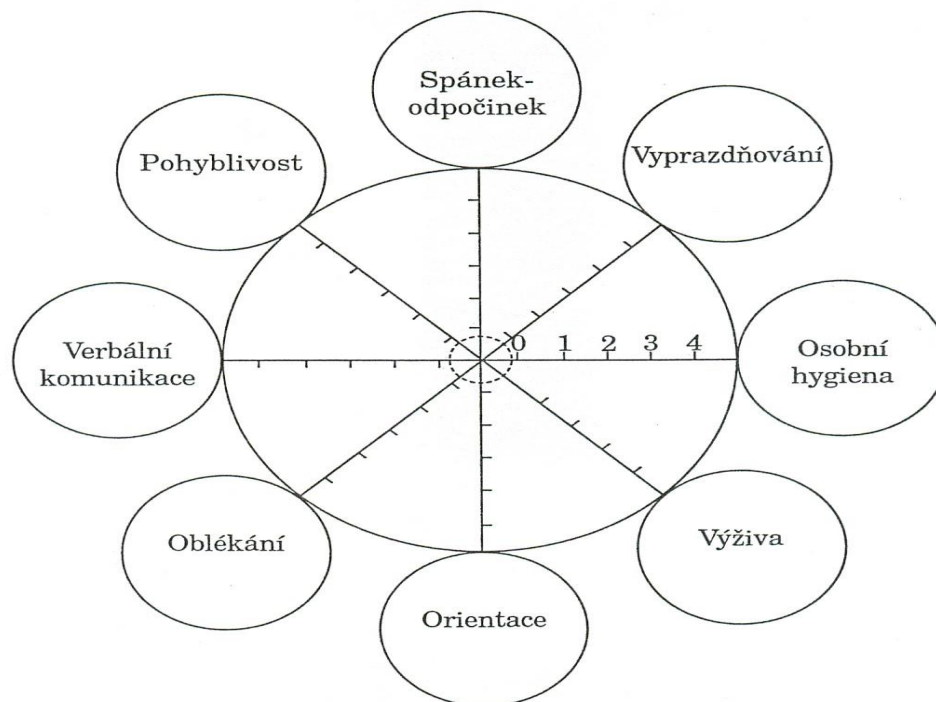 Spánek-
odpočinek
Pohyblivost
Vyprazdňování
Verbální
komunikace
0 1 2 3 4
Osobní
hygiena
Oblékání
Výživa
Orientace